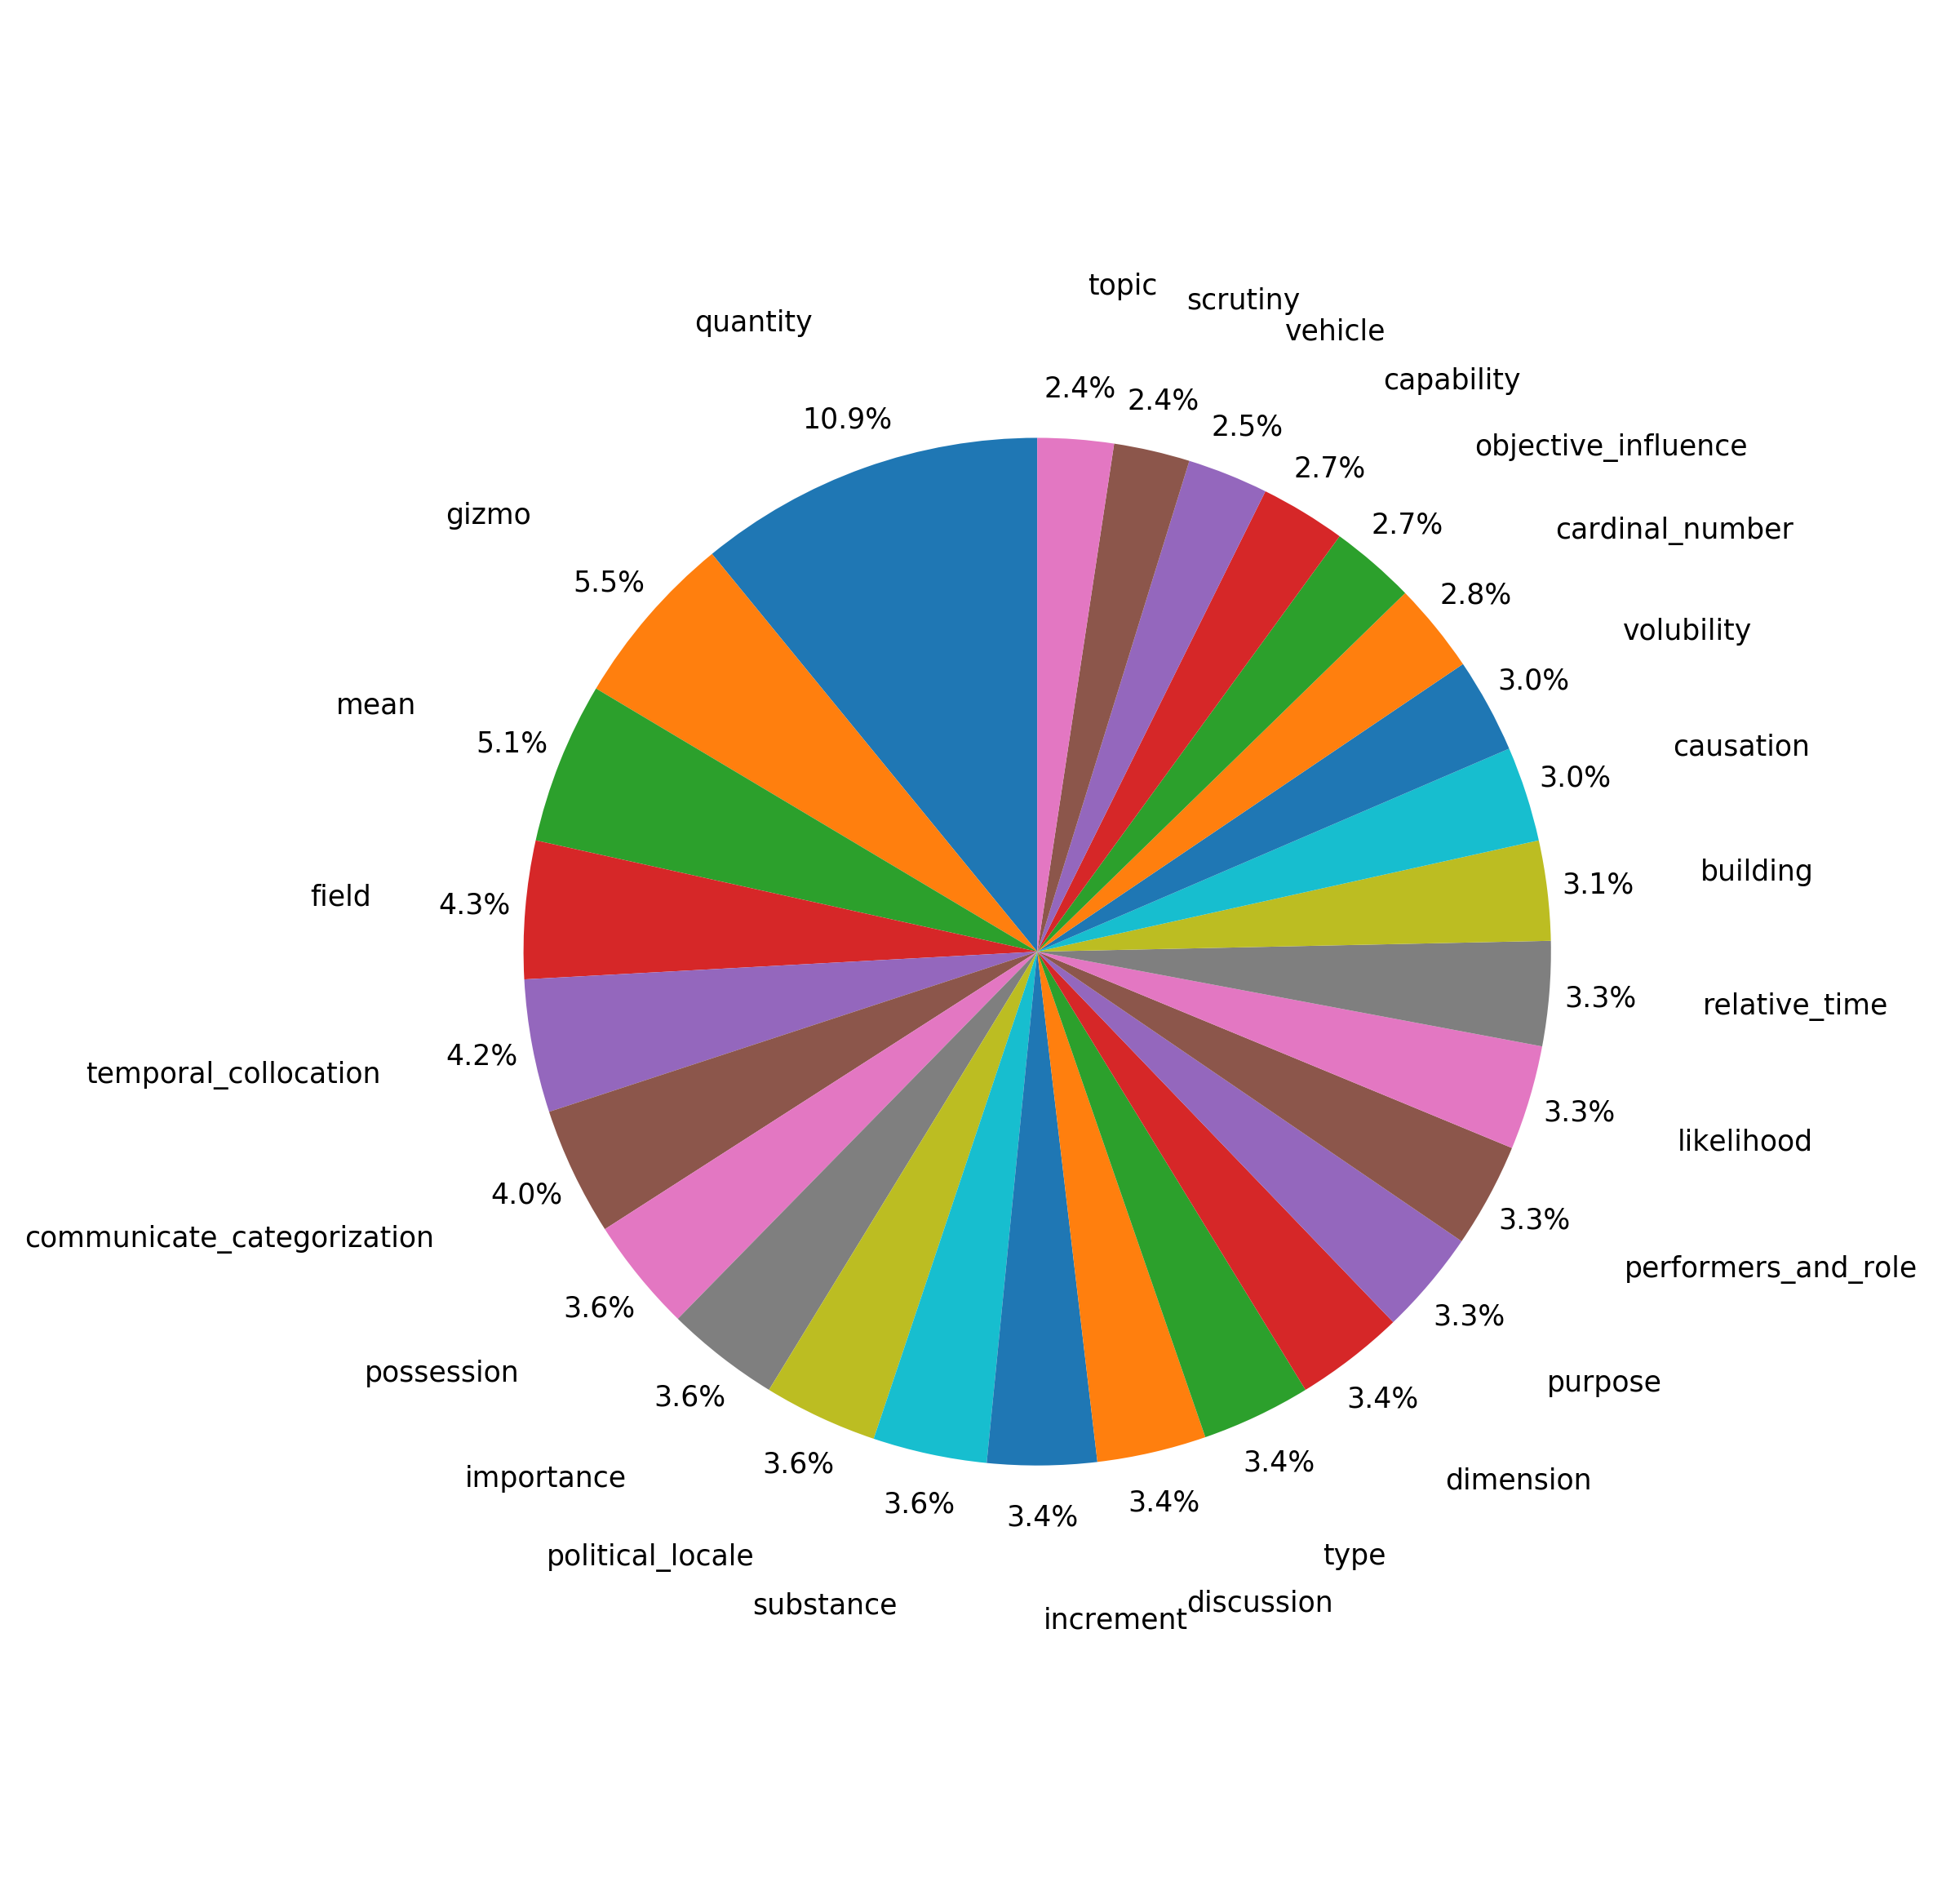 topic
scrutiny
vehicle
capability
objective_influence
cardinal_number
volubility
causation
building
relative_time
likelihood
performers_and_role
purpose
dimension
type
discussion
increment
substance
political_locale
importance
possession
communicate_categorization
temporal_collocation
field
mean
gizmo
quantity
2.4%
2.4%
2.5%
2.7%
2.7%
2.8%
3.0%
3.0%
3.1%
3.3%
3.3%
3.3%
3.3%
3.4%
3.4%
3.4%
3.4%
3.6%
3.6%
3.6%
3.6%
4.0%
4.2%
4.3%
5.1%
5.5%
10.9%